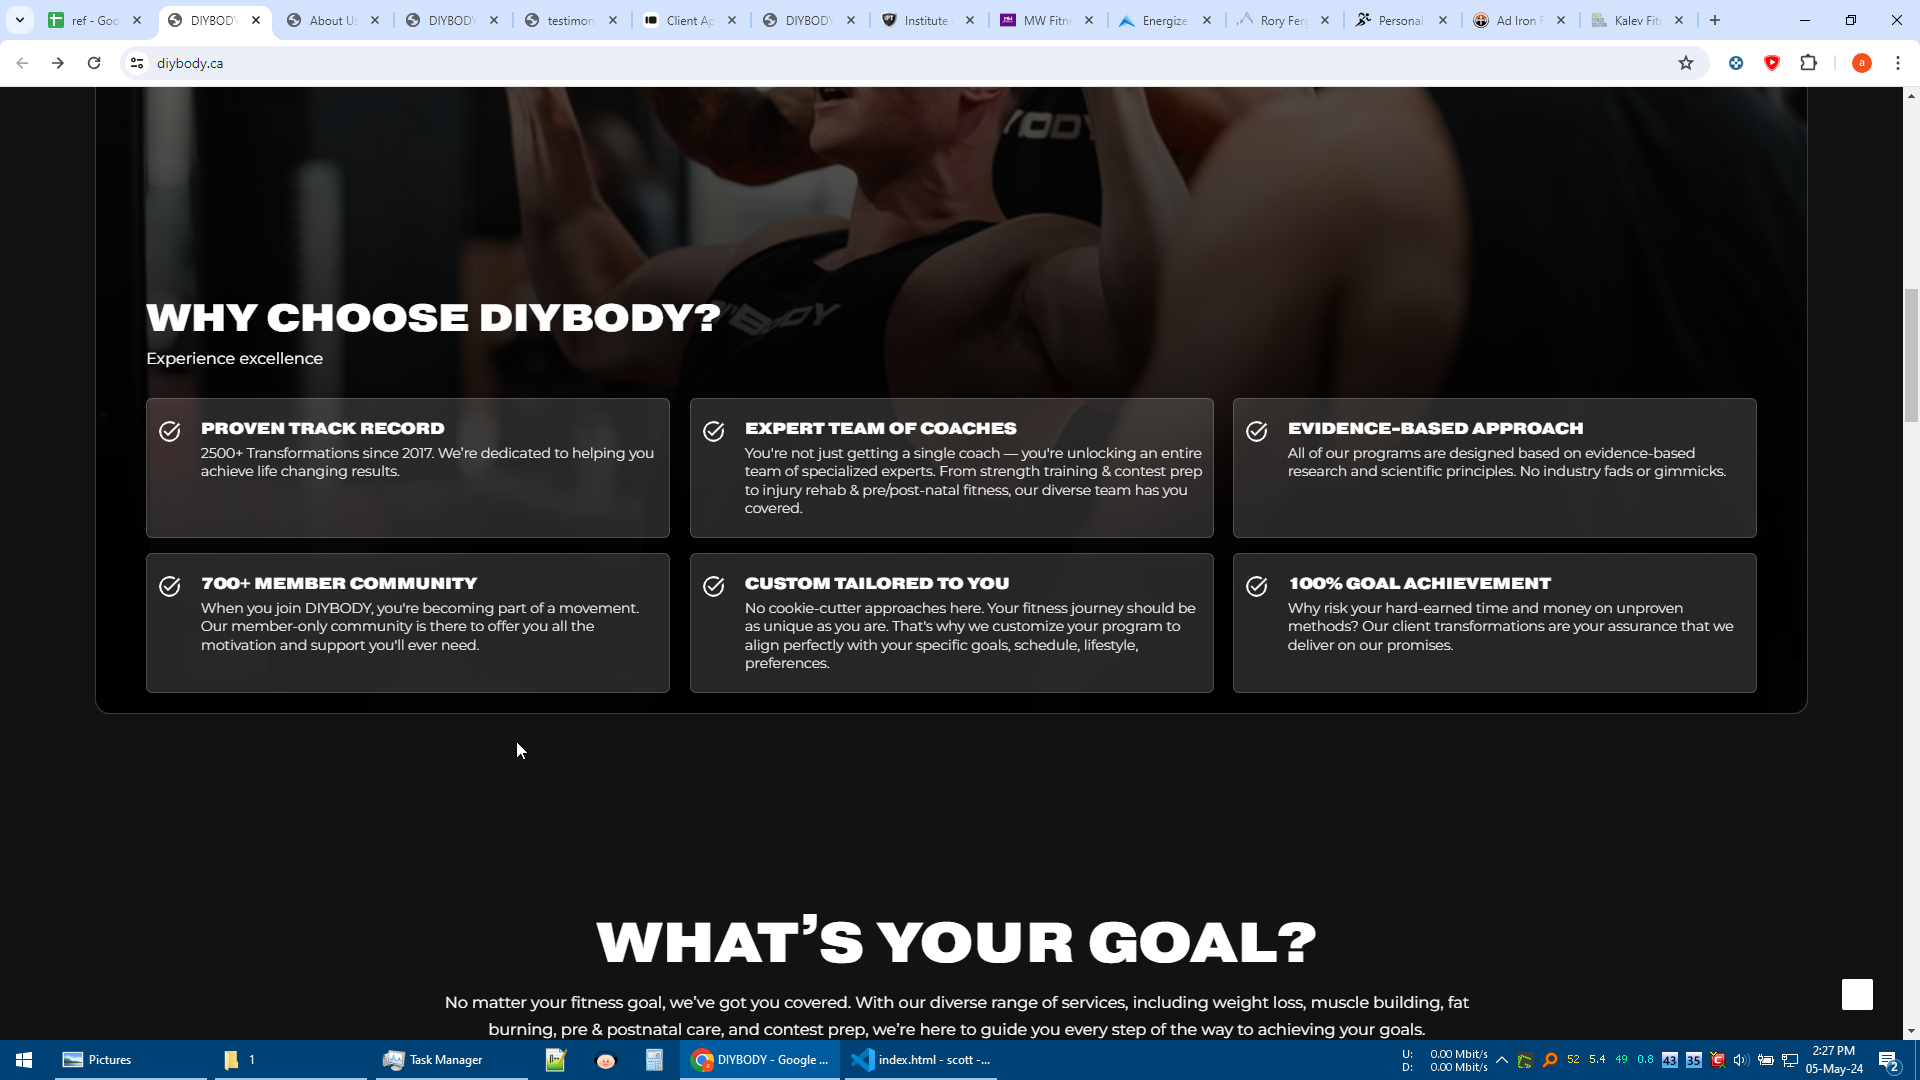 ref - Goo
DIYBODY
About Us
DIYBODY
testimon
Client Ap
DIYBODY
Institute
MW Fitn
Energize
Rory Ferg
Personal
Ad Iron F
Kalev Fit
diybody.ca
WHY CHOOSE DIYBODY?
Experience excellence
PROVEN TRACK RECORD
2500+ Transformations since 2017. We're dedicated to helping you
achieve life changing results.
EXPERT TEAM OF COACHES
You're not just getting a single coach — you're unlocking an entire
team of specialized experts. From strength training & contest prep
to injury rehab & pre/post-natal fitness, our diverse team has you
covered.
EVIDENCE-BASED APPROACH
All of our programs are designed based on evidence-based
research and scientific principles. No industry fads or gimmicks.
700+ MEMBER COMMUNITY
When you join DIYBODY, you're becoming part of a movement.
Our member-only community is there to offer you all the
motivation and support you'll ever need.
CUSTOM TAILORED TO YOU
No cookie-cutter approaches here. Your fitness journey should be
as unique as you are. That's why we customize your program to
align perfectly with your specific goals, schedule, lifestyle,
preferences.
100% GOAL ACHIEVEMENT
Why risk your hard-earned time and money on unproven
methods? Our client transformations are your assurance that we
deliver on our promises.
WHAT'S YOUR GOAL?
No matter your fitness goal, we've got you covered. With our diverse range of services, including weight loss, muscle building, fat
burning, pre & postnatal care, and contest prep, we're here to guide you every step of the way to achieving your goals.
Pictures
1
Task Manager
DIYBODY - Google ...
index.html - scott -...
U: 0.00 Mbit/s
D: 0.00 Mbit/s
52 5.4 49 0.8 43 35
2:27 PM
05-May-24
2